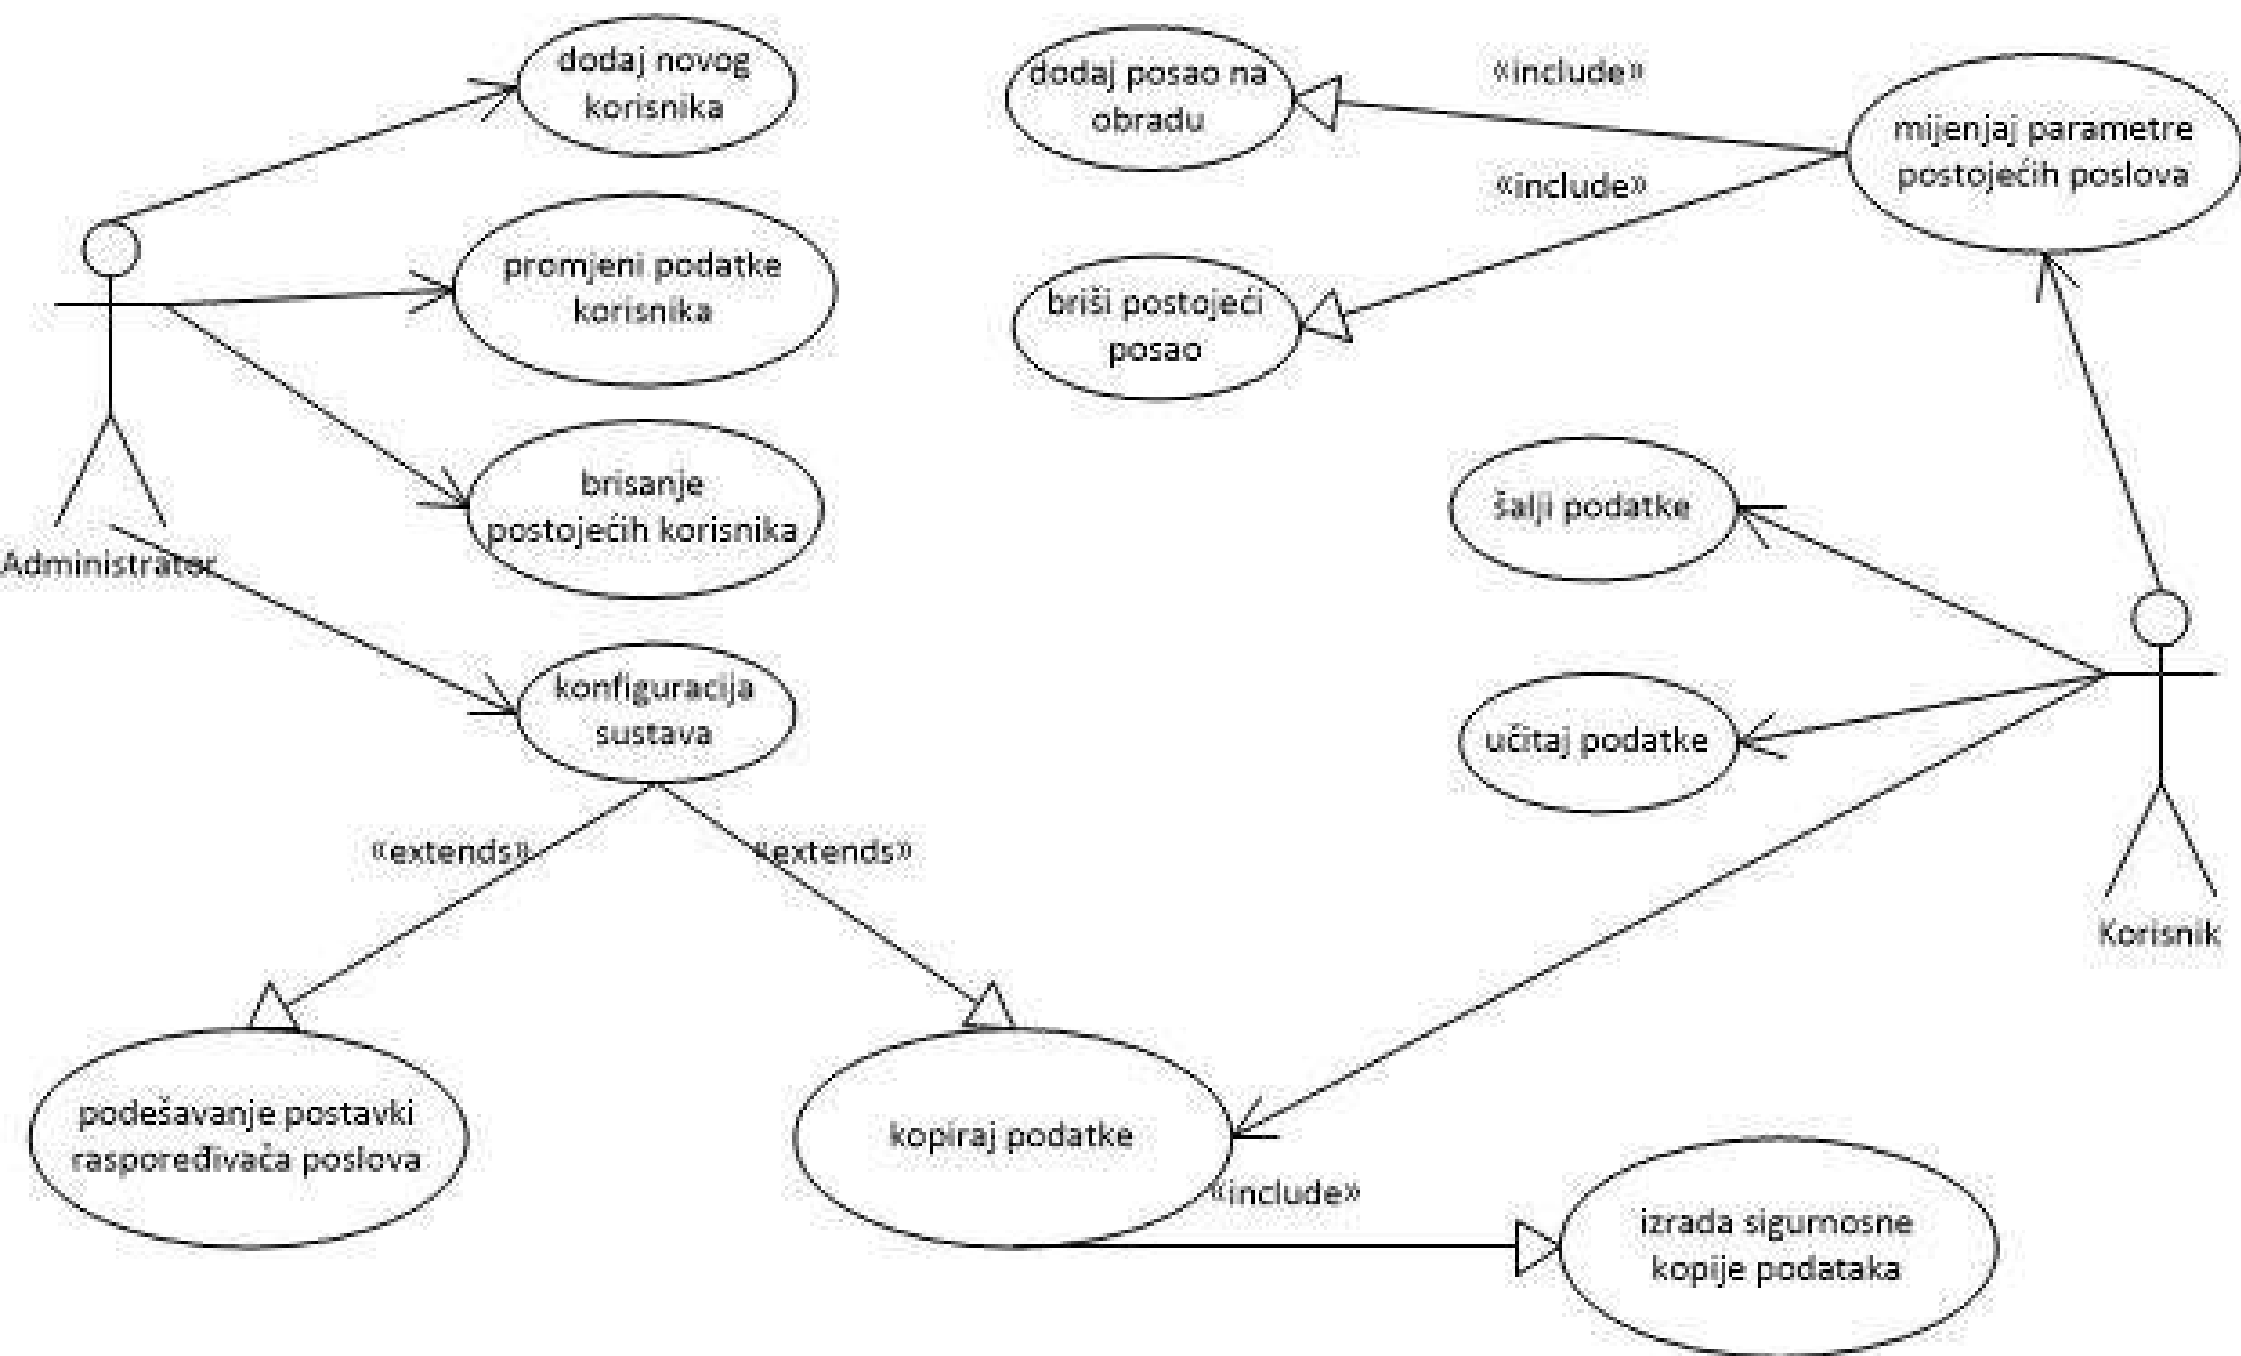 dodaj novog
korisnika
promjeni podatke
korisnika
brisanje
postojećih korisnika
Administrator
konfiguracija
sustava
«extends»
«extends»
podešavanje postavki
raspoređivača poslova
kopiraj podatke
«include»
izrada sigurnosne
kopije podataka
dodaj posao na
obradu
«include»
«include»
mijenjaj parametre
postojećih poslova
briši postojeći
posao
šalji podatke
učitaj podatke
Korisnik